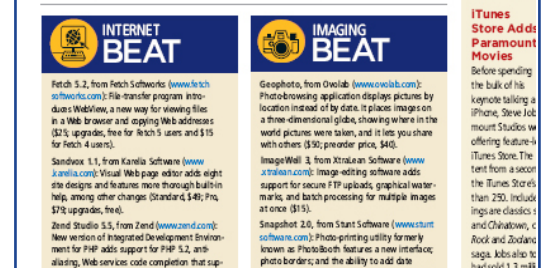 INTERNET
BEAT
Fetch 5.2, from Fetch Softworks (www.fetch
softworks.com): File-transfer program intro-
duces WebView, a new way for viewing files
in a Web browser and copying Web addresses
($25; upgrades, free for Fetch 5 users and $15
for Fetch 4 users).
Sandvox 1.1, from Karelia Software (www
.karelia.com): Visual Web page editor adds eight
site designs and features more thorough built-in
help, among other changes (Standard, $49; Pro,
$79; upgrades, free).
Zend Studio 5.5, from Zend (www.zend.com):
New version of Integrated Development Environ-
ment for PHP adds support for PHP 5.2, anti-
aliasing, Web services code completion that sup-
IMAGING
BEAT
Geophoto, from Ovolab (www.ovolab.com):
Photo-browsing application displays pictures by
location instead of by date. It places images on
a three-dimensional globe, showing where in the
world pictures were taken, and it lets you share
with others ($50; preorder price, $40).
ImageWell 3, from XtraLean Software (www
.xtralean.com): Image-editing software adds
support for secure FTP uploads, graphical water-
marks, and batch processing for multiple images
at once ($15).
Snapshot 2.0, from Stunt Software (www.stunt
software.com): Photo-printing utility formerly
known as PhotoBooth features a new interface;
photo borders; and the ability to add date
iTunes
Store Adds
Paramount
Movies
Before spending
the bulk of his
keynote talking a
iPhone, Steve Job
mount Studios w
offering feature-l
iTunes Store. The
tent from a secon
the iTunes Store's
than 250. Include
ings are classics s
and Chinatown, c
Rock and Zooland
saga. Jobs also to
had sold 1.3 milli